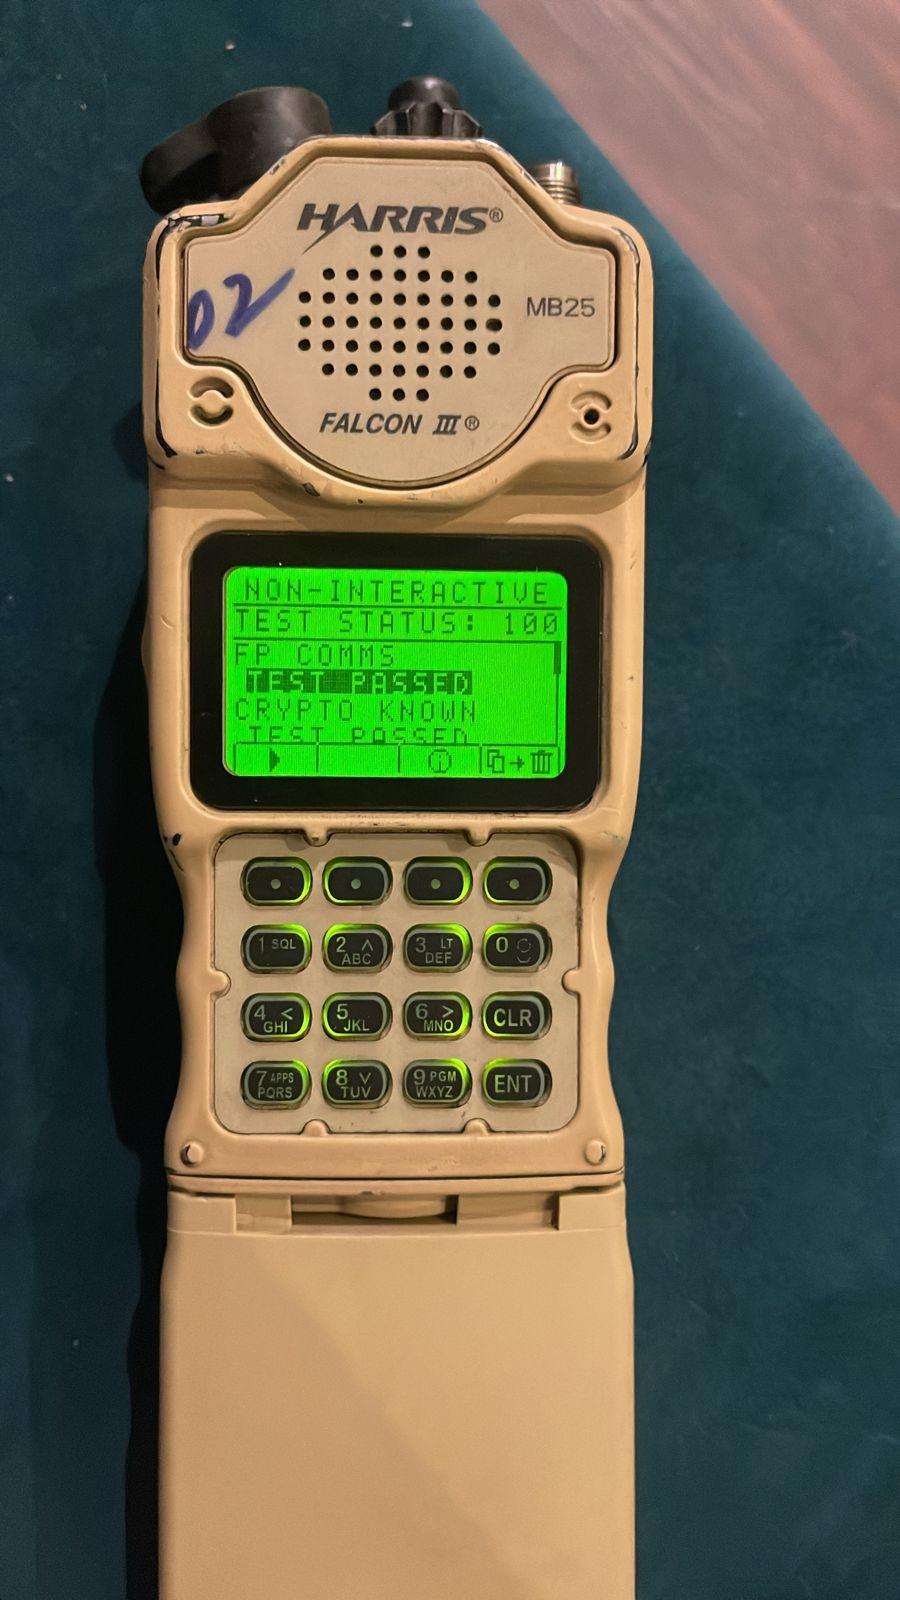 HARRIS®
02
MB25
FALCON III®
NON-INTERACTIVE
TEST STATUS: 100
FP COMMS
TEST PASSED
CRYPTO KNOWN
TEST PASSED
1 SQL
2 ABC
3 LT DEF
0
4 < GHI
5 JKL
6 > MNO
CLR
7 APPS PQRS
8 TUV
9 PGM WXYZ
ENT